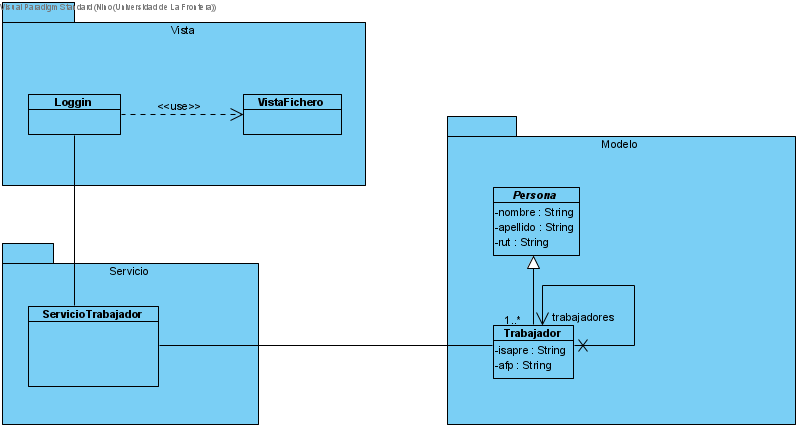 Visual Paradigm Standard (Nino(Universidad de La Frontera))
Vista
Loggin
<<use>>
VistaFichero
Modelo
Persona
-nombre : String
-apellido : String
-rut : String
Servicio
ServicioTrabajador
1..*
trabajadores
Trabajador
-isapre : String
-afp : String